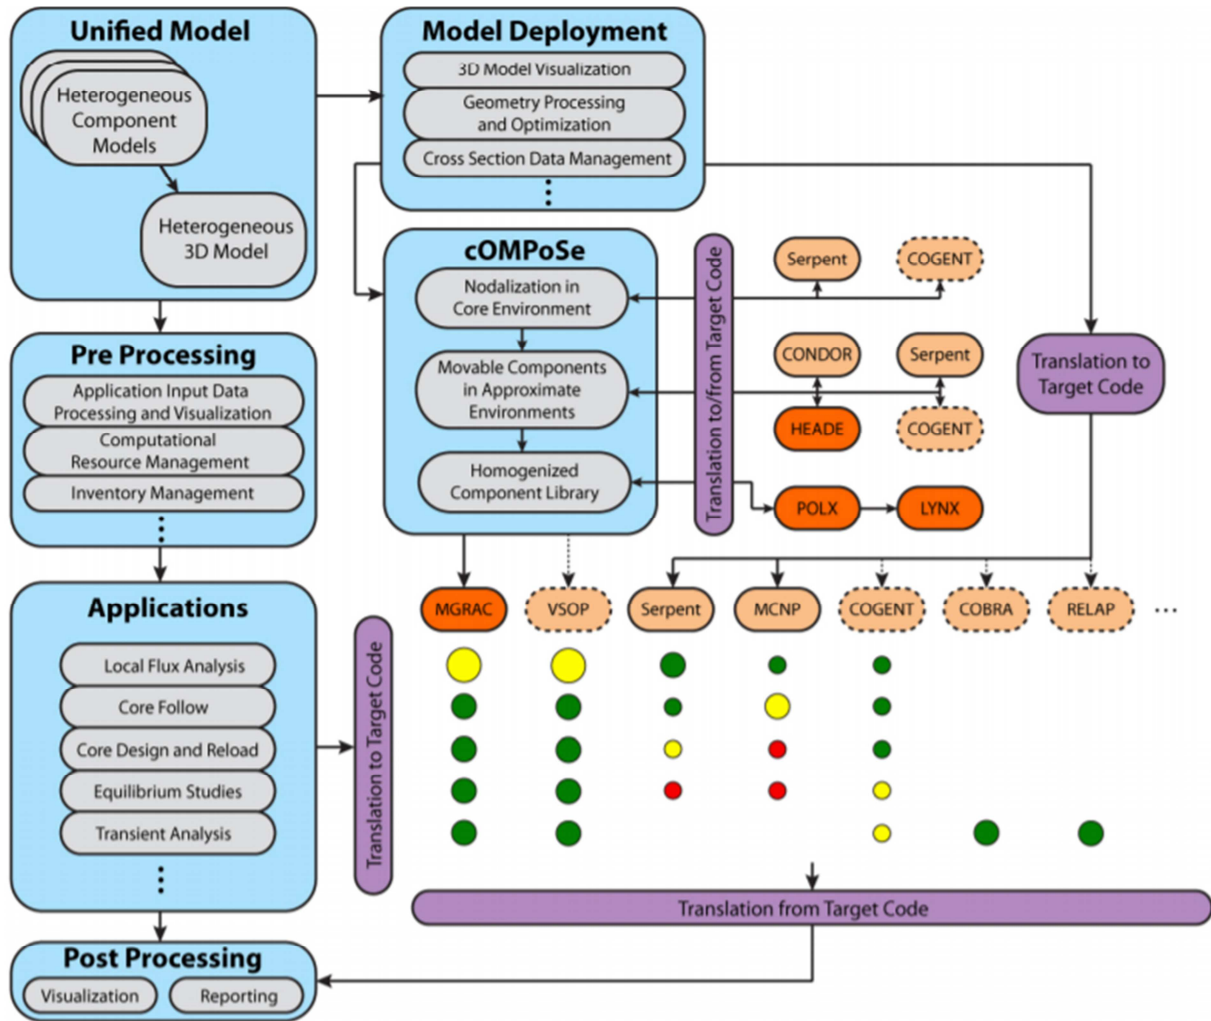 Unified Model
Heterogeneous
Component
Models
Heterogeneous
3D Model
Model Deployment
3D Model Visualization
Geometry Processing
and Optimization
Cross Section Data Management
cOMPoSe
Nodalization in
Core Environment
Movable Components
in Approximate
Environments
Homogenized
Component Library
Translation to/from Target Code
Serpent
COGENT
CONDOR
Serpent
HEADE
COGENT
POLX
LYNX
Translation to
Target Code
Pre Processing
Application Input Data
Processing and Visualization
Computational
Resource Management
Inventory Management
Applications
Local Flux Analysis
Core Follow
Core Design and Reload
Equilibrium Studies
Transient Analysis
Translation to Target Code
MGRAC
VSOP
Serpent
MCNP
COGENT
COBRA
RELAP
...
Translation from Target Code
Post Processing
Visualization
Reporting